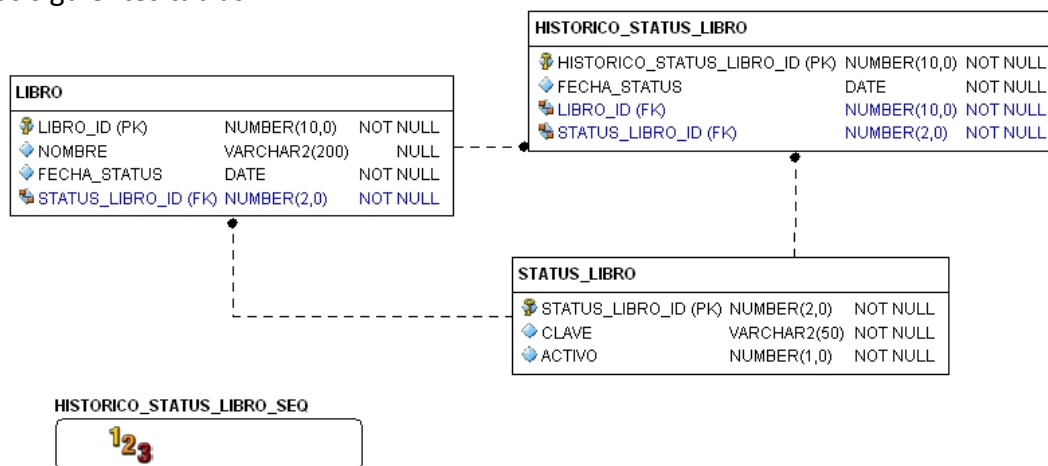 HISTORICO_STATUS_LIBRO
HISTORICO_STATUS_LIBRO_ID (PK) NUMBER(10,0) NOT NULL
FECHA_STATUS DATE NOT NULL
LIBRO_ID (FK) NUMBER(10,0) NOT NULL
STATUS_LIBRO_ID (FK) NUMBER(2,0) NOT NULL
LIBRO
LIBRO_ID (PK) NUMBER(10,0) NOT NULL
NOMBRE VARCHAR2(200) NULL
FECHA_STATUS DATE NOT NULL
STATUS_LIBRO_ID (FK) NUMBER(2,0) NOT NULL
STATUS_LIBRO
STATUS_LIBRO_ID (PK) NUMBER(2,0) NOT NULL
CLAVE VARCHAR2(50) NOT NULL
ACTIVO NUMBER(1,0) NOT NULL
HISTORICO_STATUS_LIBRO_SEQ
123